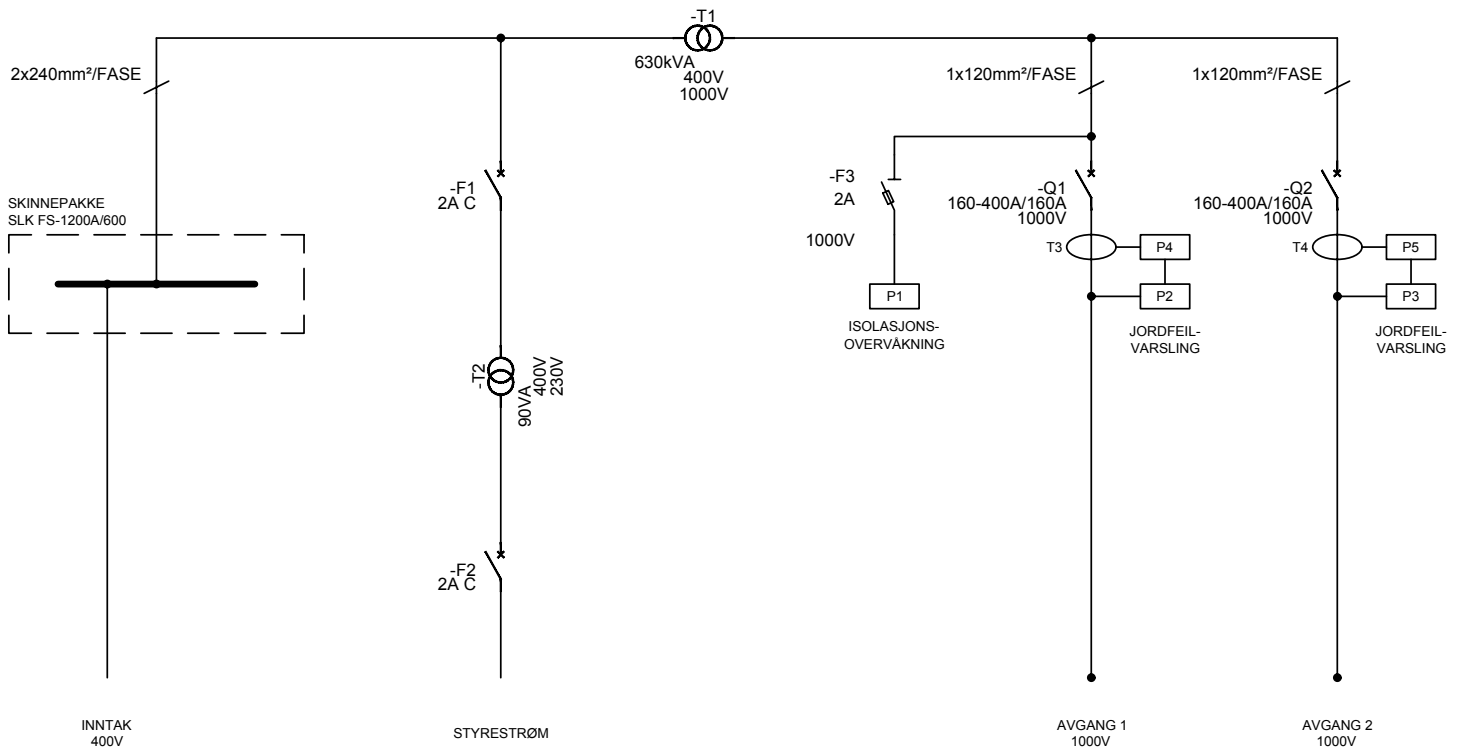 -T1
630kVA
400V
1000V
2x240mm²/FASE
1x120mm²/FASE
1x120mm²/FASE
SKINNEPAKKE
SLK FS-1200A/600
-F1
2A C
-F3
2A
1000V
-Q1
160-400A/160A
1000V
-Q2
160-400A/160A
1000V
T3
P4
P2
T4
P5
P3
P1
ISOLASJONS-
OVERVÅKNING
JORDFEIL-
VARSLING
JORDFEIL-
VARSLING
-T2
90VA
400V
230V
-F2
2A C
INNTAK
400V
STYRESTRØM
AVGANG 1
1000V
AVGANG 2
1000V